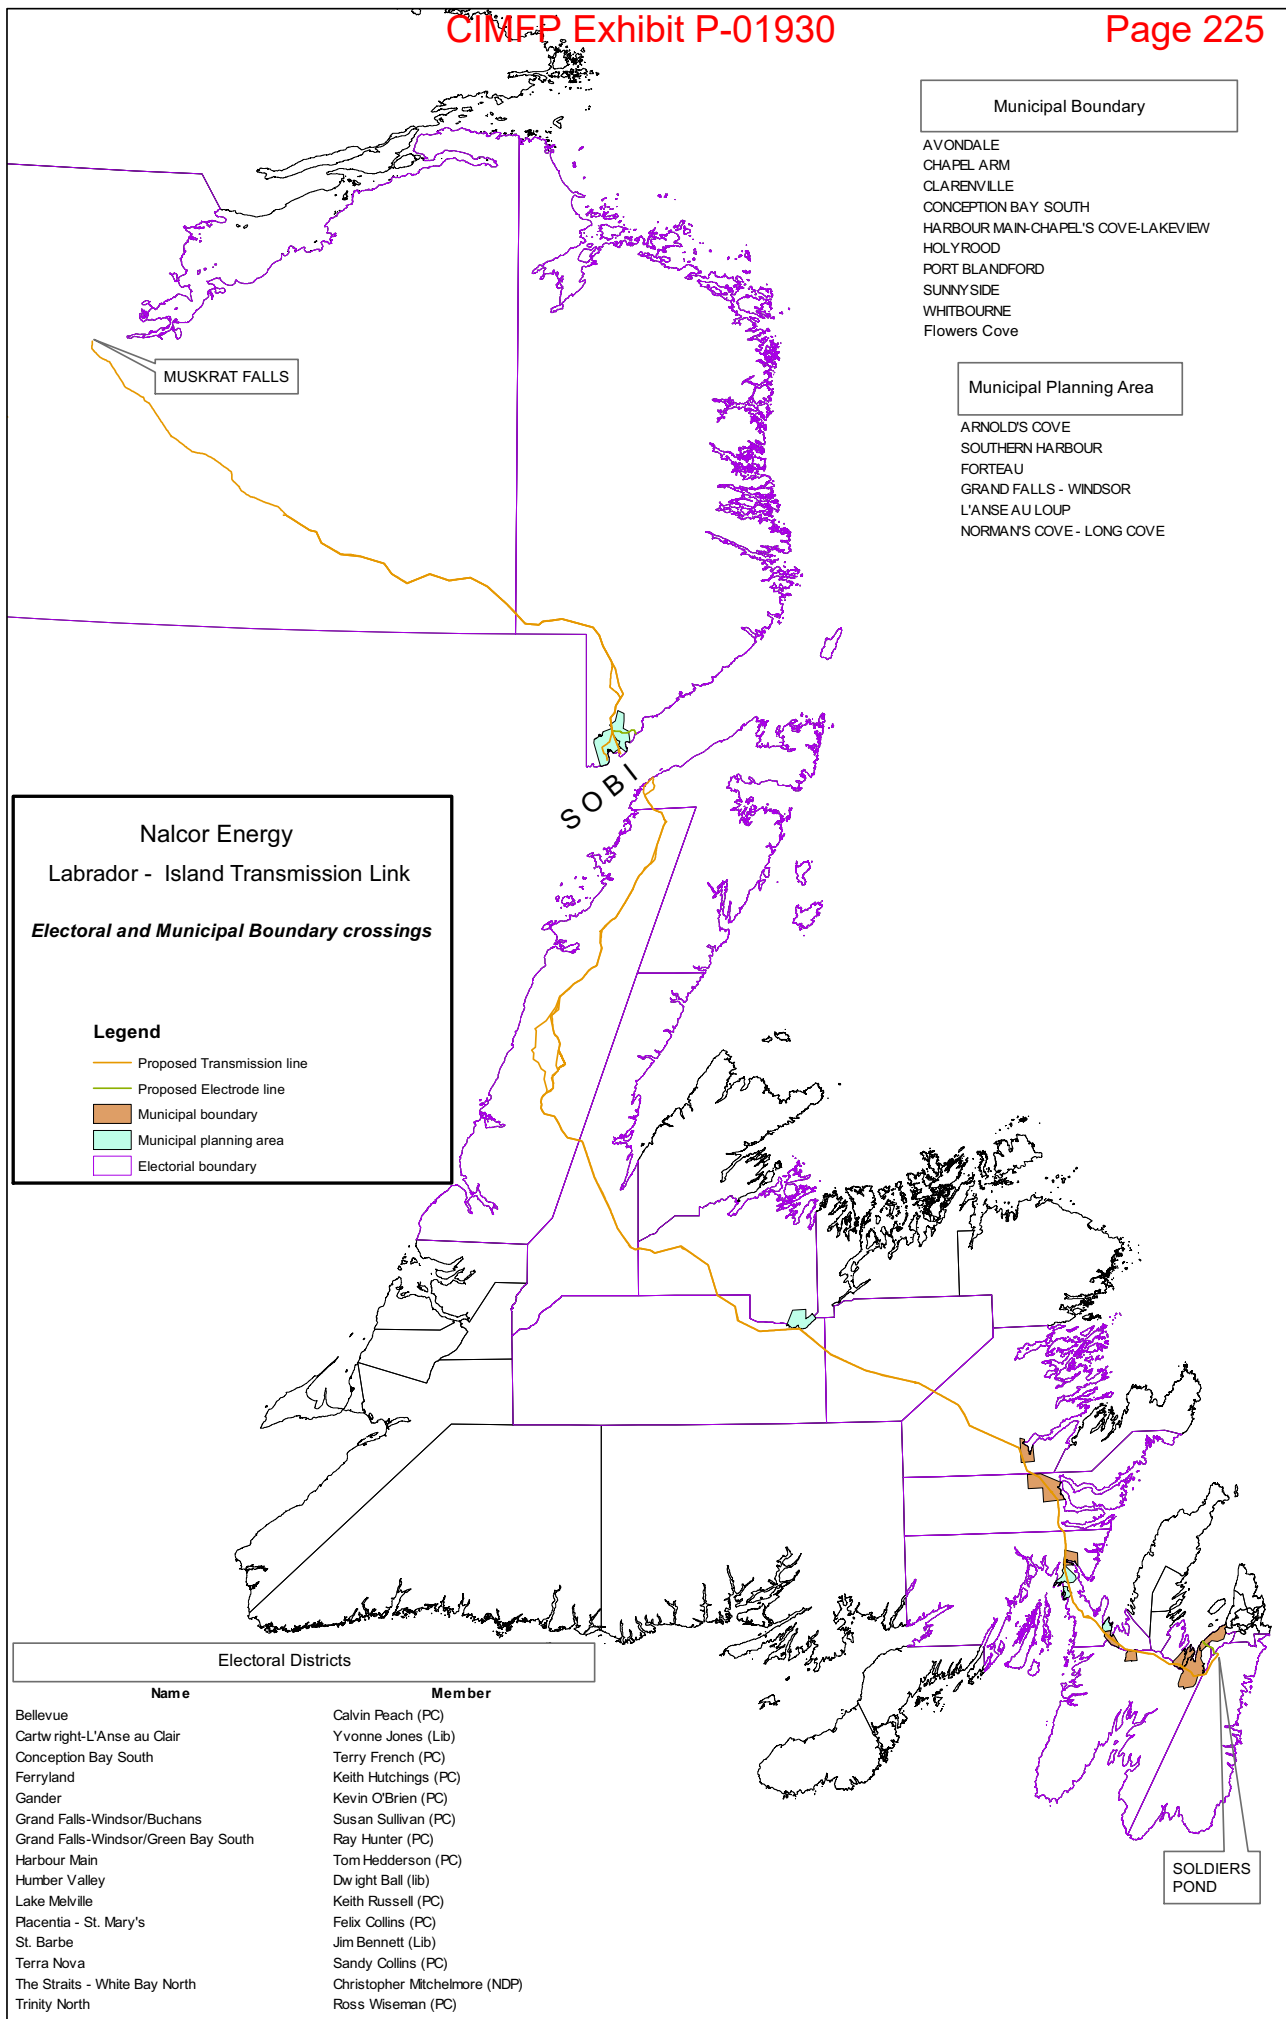 CIMFP Exhibit P-01930
Page 225
Municipal Boundary
AVONDALE
CHAPEL ARM
CLARENVILLE
CONCEPTION BAY SOUTH
HARBOUR MAIN-CHAPEL'S COVE-LAKEVIEW
HOLYROOD
PORT BLANDFORD
SUNNYSIDE
WHITBOURNE
Flowers Cove
Municipal Planning Area
ARNOLD'S COVE
SOUTHERN HARBOUR
FORTEAU
GRAND FALLS - WINDSOR
L'ANSE AU LOUP
NORMAN'S COVE - LONG COVE
MUSKRAT FALLS
SOBI
Nalcor Energy
Labrador - Island Transmission Link
Electoral and Municipal Boundary crossings
Legend
Proposed Transmission line
Proposed Electrode line
Municipal boundary
Municipal planning area
Electorial boundary
Electoral Districts
Name Member
Bellevue Calvin Peach (PC)
Cartwright-L'Anse au Clair Yvonne Jones (Lib)
Conception Bay South Terry French (PC)
Ferryland Keith Hutchings (PC)
Gander Kevin O'Brien (PC)
Grand Falls-Windsor/Buchans Susan Sullivan (PC)
Grand Falls-Windsor/Green Bay South Ray Hunter (PC)
Harbour Main Tom Hedderson (PC)
Humber Valley Dwight Ball (lib)
Lake Melville Keith Russell (PC)
Placentia - St. Mary's Felix Collins (PC)
St. Barbe Jim Bennett (Lib)
Terra Nova Sandy Collins (PC)
The Straits - White Bay North Christopher Mitchelmore (NDP)
Trinity North Ross Wiseman (PC)
SOLDIERS
POND